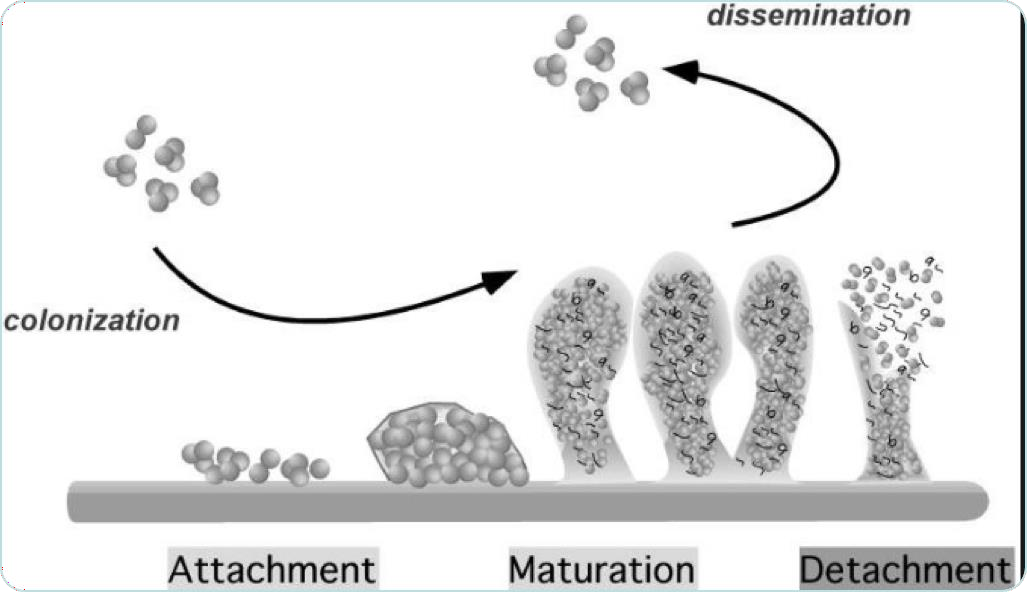 dissemination
colonization
Attachment
Maturation
Detachment